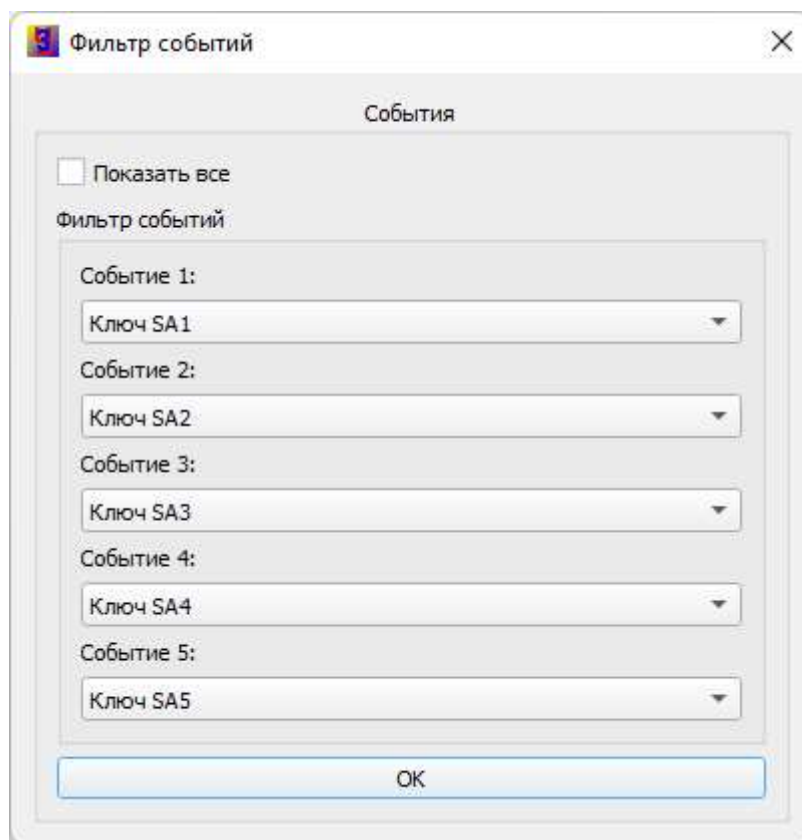 Фильтр событий
События
Показать все
Фильтр событий
Событие 1:
Ключ SA1
Событие 2:
Ключ SA2
Событие 3:
Ключ SA3
Событие 4:
Ключ SA4
Событие 5:
Ключ SA5
OK